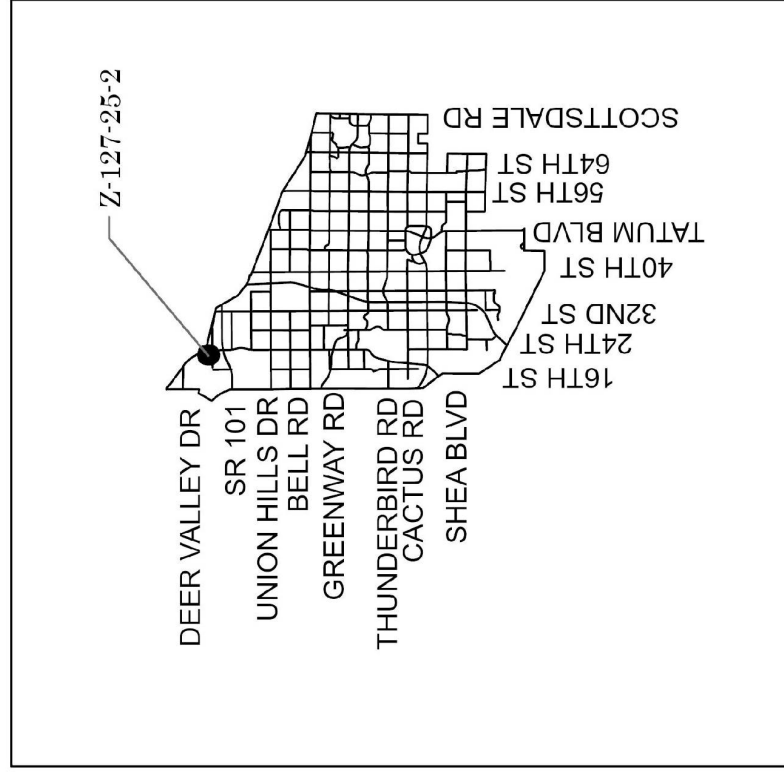 Z-127-25-2
DEER VALLEY DR
SR 101
UNION HILLS DR
BELL RD
GREENWAY RD
THUNDERBIRD RD
CACTUS RD
SHEA BLVD
16TH ST
24TH ST
32ND ST
40TH ST
TATUM BLVD
56TH ST
64TH ST
SCOTTSDALE RD